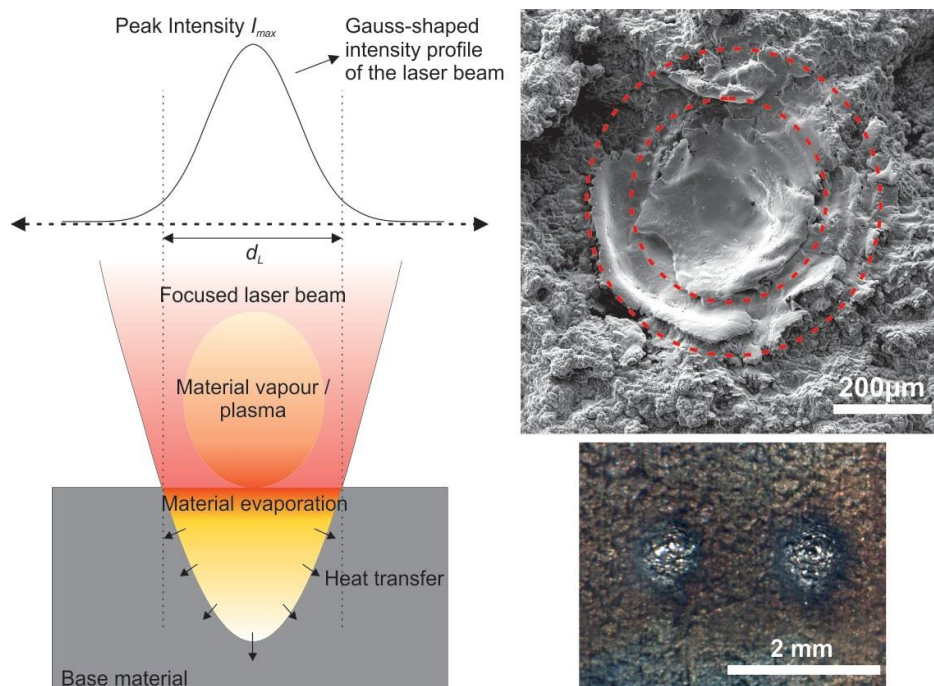 Peak Intensity I_max
Gauss-shaped
intensity profile
of the laser beam
d_L
Focused laser beam
Material vapour /
plasma
Material evaporation
Heat transfer
Base material
200µm
2 mm